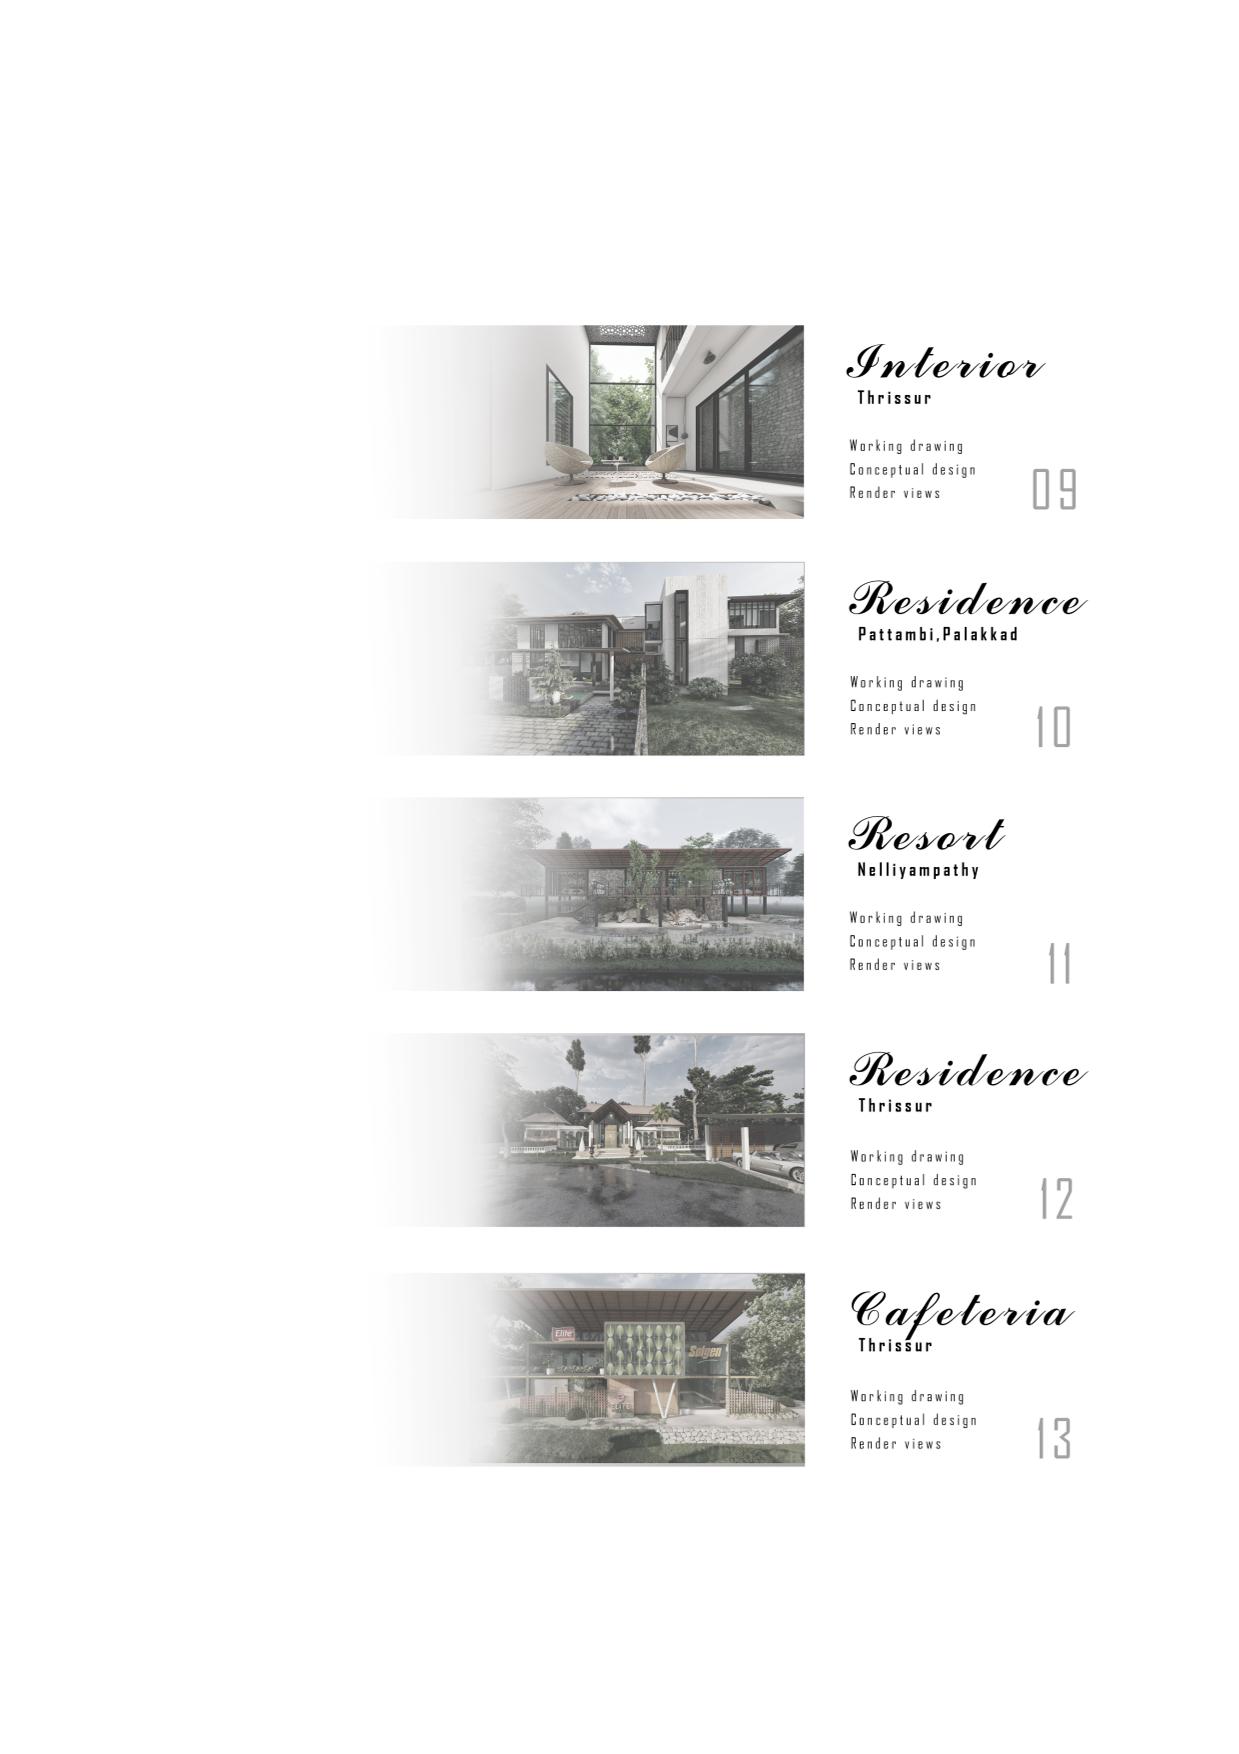 Interior
Thrissur
Working drawing
Conceptual design
Render views
09
Residence
Pattambi,Palakkad
Working drawing
Conceptual design
Render views
10
Resort
Nelliyampathy
Working drawing
Conceptual design
Render views
11
Residence
Thrissur
Working drawing
Conceptual design
Render views
12
Elite
Solgen
Cafeteria
Thrissur
Working drawing
Conceptual design
Render views
13